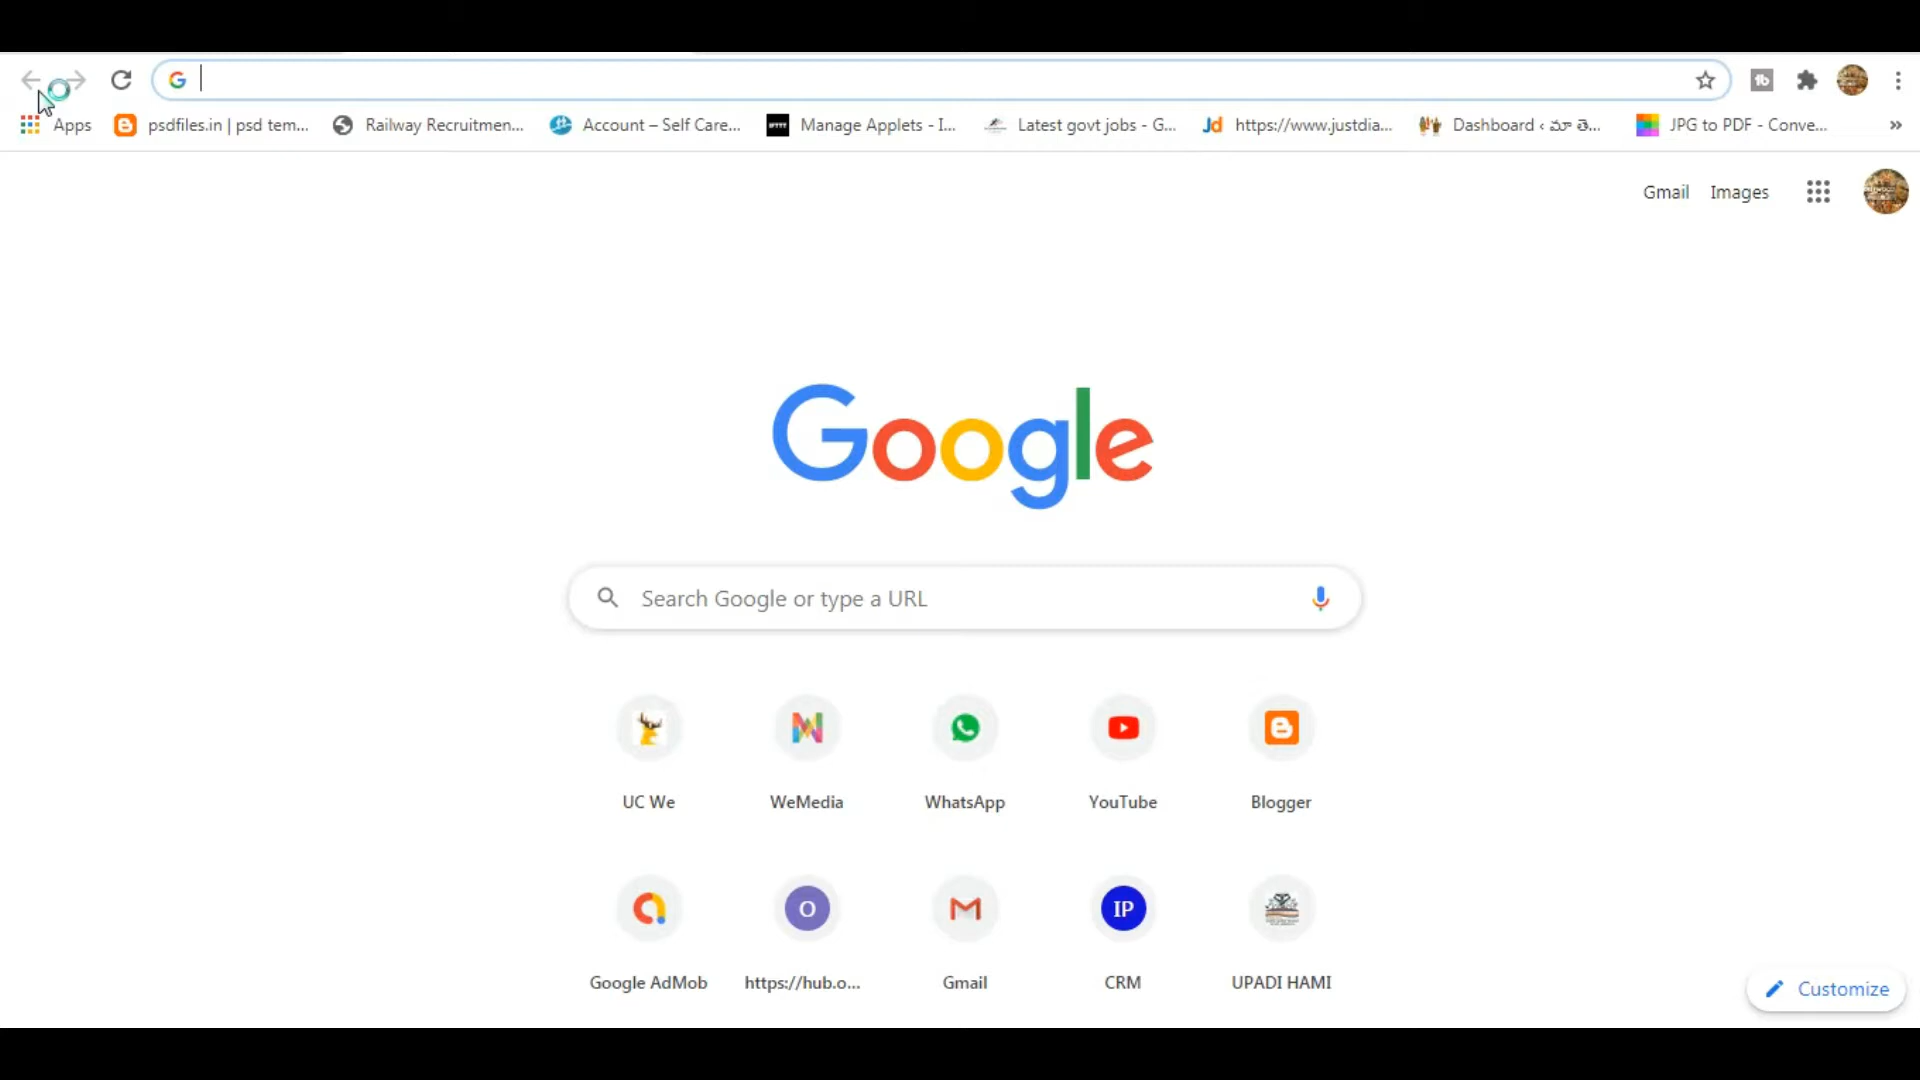 Apps psdfiles.in | psd tem... Railway Recruitmen... Account – Self Care... Manage Applets - I... Latest govt jobs - G... Jd https://www.justdia... Dashboard ‹ మా తె... JPG to PDF - Conve... »
Gmail Images
Google
Search Google or type a URL
UC We WeMedia WhatsApp YouTube Blogger
O IP
Google AdMob https://hub.o... Gmail CRM UPADI HAMI
Customize